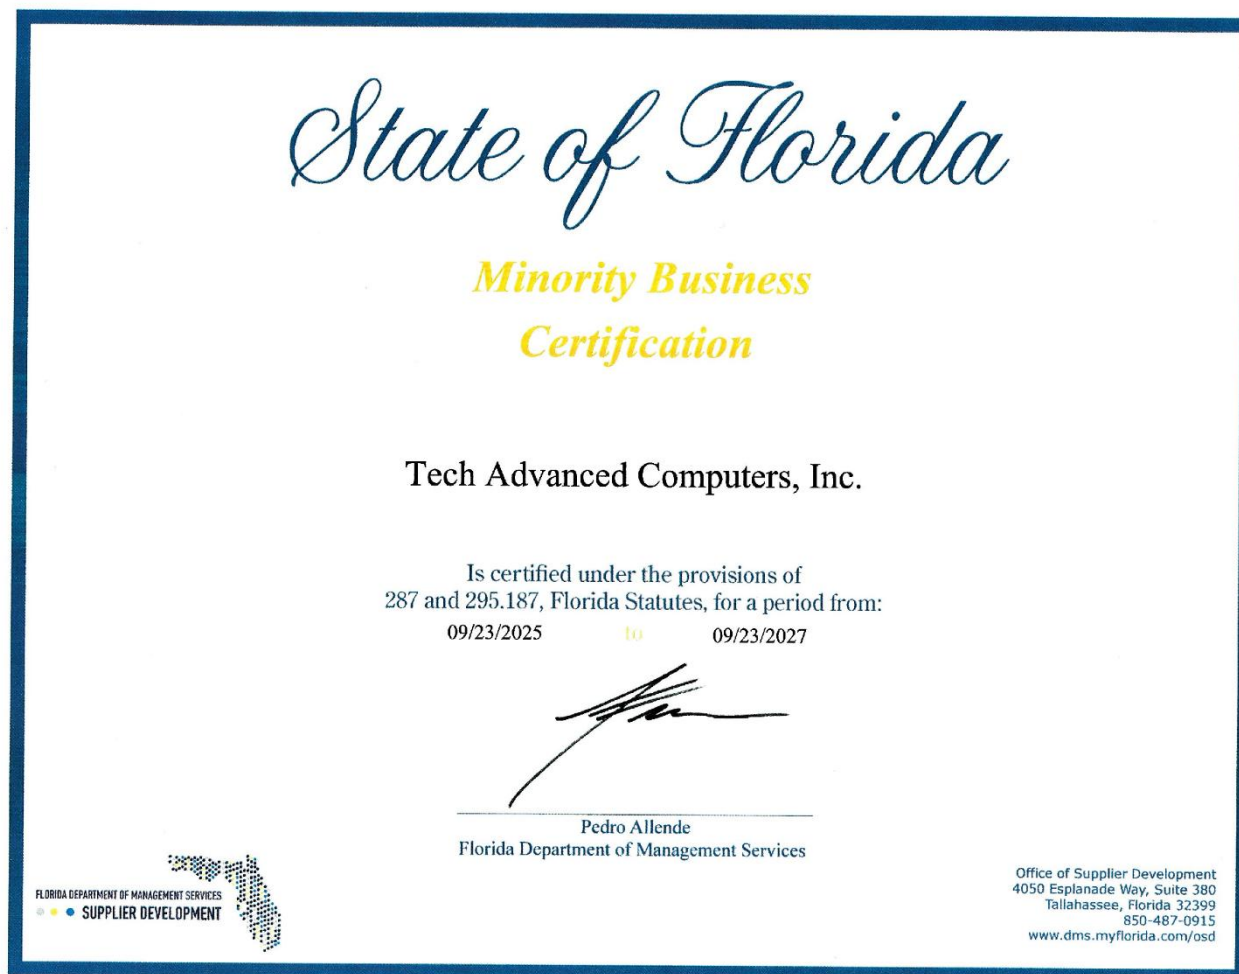 State of Florida
Minority Business
Certification
Tech Advanced Computers, Inc.
Is certified under the provisions of
287 and 295.187, Florida Statutes, for a period from:
09/23/2025 to 09/23/2027
Pedro Allende
Florida Department of Management Services
FLORIDA DEPARTMENT OF MANAGEMENT SERVICES
SUPPLIER DEVELOPMENT
Office of Supplier Development
4050 Esplanade Way, Suite 380
Tallahassee, Florida 32399
850-487-0915
www.dms.myflorida.com/osd